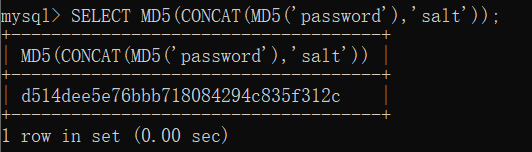 mysql> SELECT MD5(CONCAT(MD5('password'),'salt'));
+-------------------------------------+
| MD5(CONCAT(MD5('password'),'salt')) |
+-------------------------------------+
| d514dee5e76bbb718084294c835f312c    |
+-------------------------------------+
1 row in set (0.00 sec)